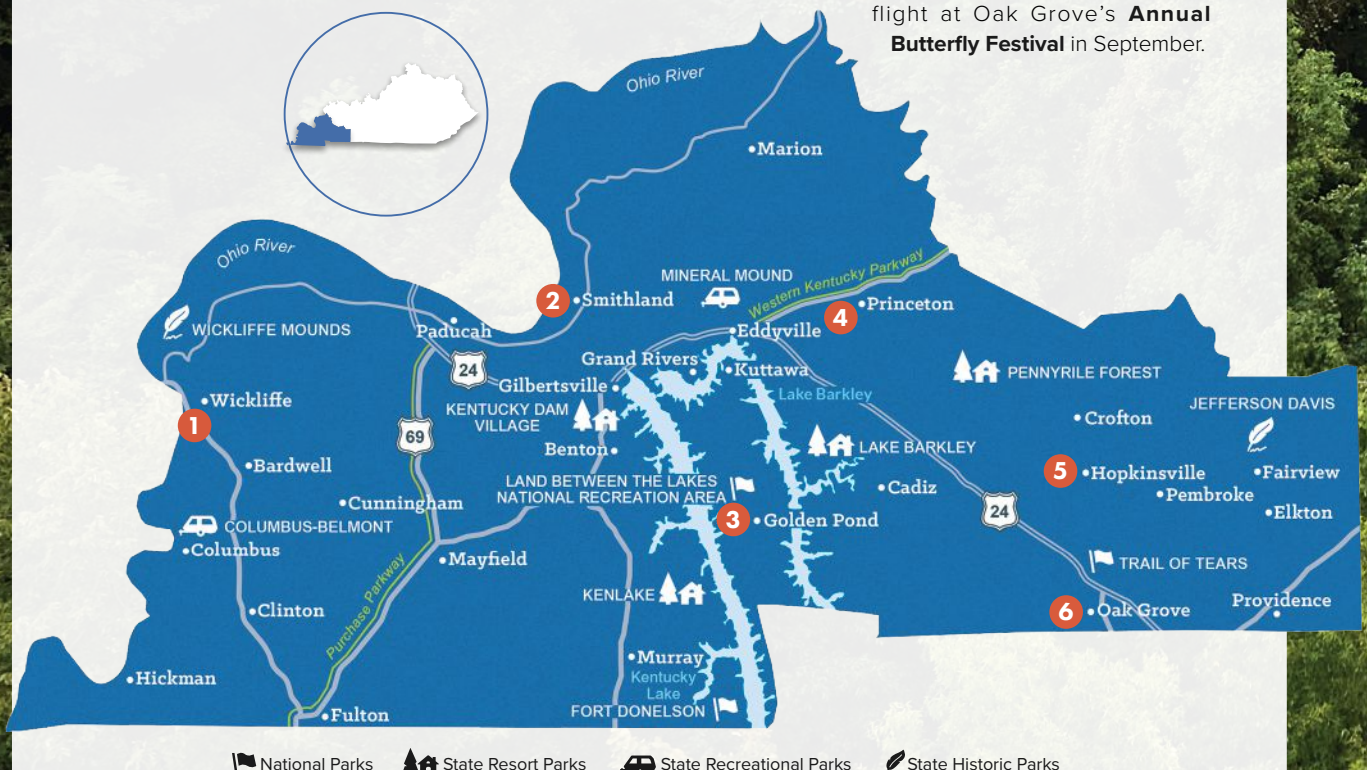 flight at Oak Grove's Annual
Butterfly Festival in September.
Ohio River
Marion
Ohio River
MINERAL MOUND
Western Kentucky Parkway
2
Smithland
4
Princeton
WICKLIFFE MOUNDS
Paducah
Eddyville
24
Grand Rivers
Kuttawa
Gilbertsville
PENNYRILE FOREST
Lake Barkley
1
Wickliffe
KENTUCKY DAM
VILLAGE
JEFFERSON DAVIS
Crofton
69
Benton
LAKE BARKLEY
Bardwell
5
Hopkinsville
Fairview
LAND BETWEEN THE LAKES
NATIONAL RECREATION AREA
Cadiz
Pembroke
Cunningham
24
Elkton
COLUMBUS-BELMONT
3
Golden Pond
Columbus
Mayfield
TRAIL OF TEARS
Purchase Parkway
KENLAKE
Clinton
6
Oak Grove
Providence
Murray
Kentucky
Lake
Hickman
FORT DONELSON
Fulton
National Parks
State Resort Parks
State Recreational Parks
State Historic Parks